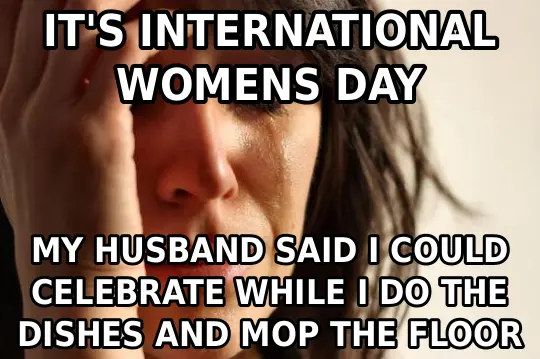 IT'S INTERNATIONAL
WOMENS DAY
MY HUSBAND SAID I COULD
CELEBRATE WHILE I DO THE
DISHES AND MOP THE FLOOR